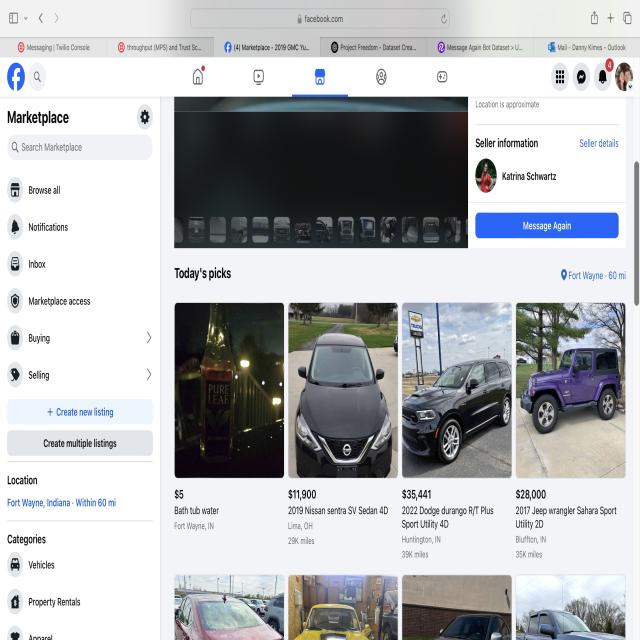 facebook.com
Messaging | Twilio Console
throughput (MPS) and Trust Sc...
(4) Marketplace - 2019 GMC Yu...
Project Freedom - Dataset Crea...
Message Again Bot Dataset > U...
Mail - Danny Kimes - Outlook
4
Marketplace
Search Marketplace
Browse all
Notifications
Inbox
Marketplace access
Buying
Selling
+ Create new listing
Create multiple listings
Location
Fort Wayne, Indiana · Within 60 mi
Categories
Vehicles
Property Rentals
Apparel
Location is approximate
Seller information
Seller details
Katrina Schwartz
Message Again
Today's picks
Fort Wayne · 60 mi
PURE
LEAF
CHEVROLET
TRUCKS
$5
Bath tub water
Fort Wayne, IN
$11,900
2019 Nissan sentra SV Sedan 4D
Lima, OH
29K miles
$35,441
2022 Dodge durango R/T Plus
Sport Utility 4D
Huntington, IN
39K miles
$28,000
2017 Jeep wrangler Sahara Sport
Utility 2D
Bluffton, IN
35K miles